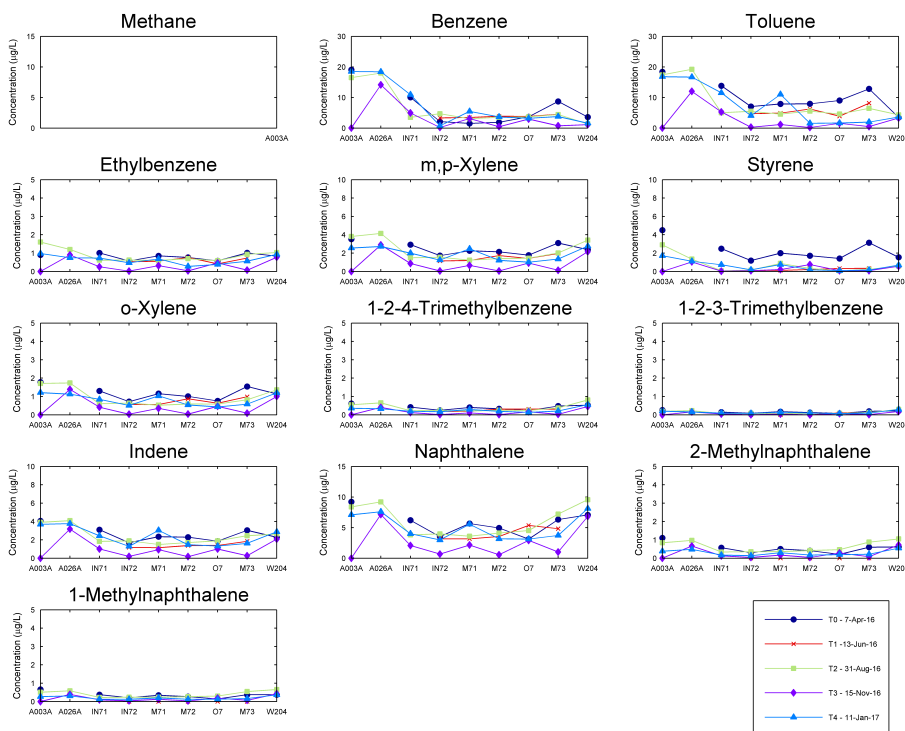 Methane
Concentration (µg/L)
15
10
5
0
A003A
Benzene
Concentration (µg/L)
30
20
10
0
A003A A026A IN71 IN72 M71 M72 O7 M73 W204
Toluene
Concentration (µg/L)
30
20
10
0
A003A A026A IN71 IN72 M71 M72 O7 M73 W20
Ethylbenzene
Concentration (µg/L)
5
4
3
2
1
0
A003A A026A IN71 IN72 M71 M72 O7 M73 W204
m,p-Xylene
Concentration (µg/L)
10
8
6
4
2
0
A003A A026A IN71 IN72 M71 M72 O7 M73 W204
Styrene
Concentration (µg/L)
10
8
6
4
2
0
A003A A026A IN71 IN72 M71 M72 O7 M73 W20
o-Xylene
Concentration (µg/L)
5
4
3
2
1
0
A003A A026A IN71 IN72 M71 M72 O7 M73 W204
1-2-4-Trimethylbenzene
Concentration (µg/L)
5
4
3
2
1
0
A003A A026A IN71 IN72 M71 M72 O7 M73 W204
1-2-3-Trimethylbenzene
Concentration (µg/L)
5
4
3
2
1
0
A003A A026A IN71 IN72 M71 M72 O7 M73 W20
Indene
Concentration (µg/L)
10
8
6
4
2
0
A003A A026A IN71 IN72 M71 M72 O7 M73 W204
Naphthalene
Concentration (µg/L)
15
10
5
0
A003A A026A IN71 IN72 M71 M72 O7 M73 W204
2-Methylnaphthalene
Concentration (µg/L)
5
4
3
2
1
0
A003A A026A IN71 IN72 M71 M72 O7 M73 W20
1-Methylnaphthalene
Concentration (µg/L)
5
4
3
2
1
0
A003A A026A IN71 IN72 M71 M72 O7 M73 W204
T0 - 7-Apr-16
T1 -13-Jun-16
T2 - 31-Aug-16
T3 - 15-Nov-16
T4 - 11-Jan-17